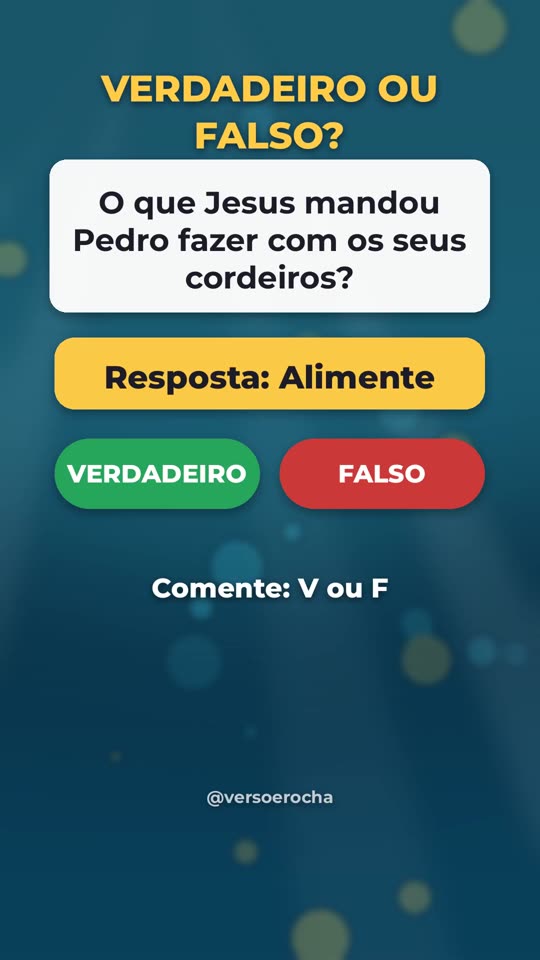 VERDADEIRO OU
FALSO?
O que Jesus mandou
Pedro fazer com os seus
cordeiros?
Resposta: Alimente
VERDADEIRO
FALSO
Comente: V ou F
@versoerocha